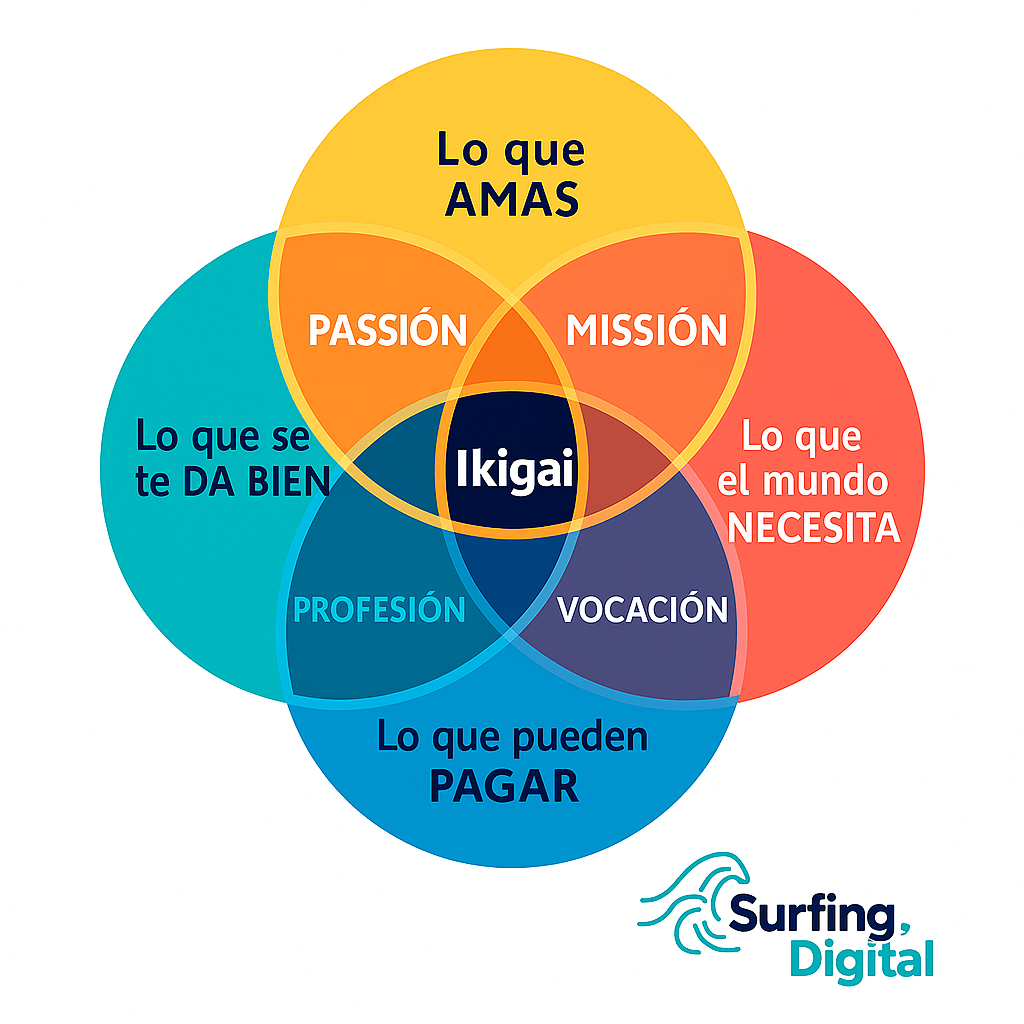 Lo que
AMAS
PASSIÓN
MISSIÓN
Lo que se
te DA BIEN
Ikigai
Lo que
el mundo
NECESITA
PROFESIÓN
VOCACIÓN
Lo que pueden
PAGAR
Surfing,
Digital